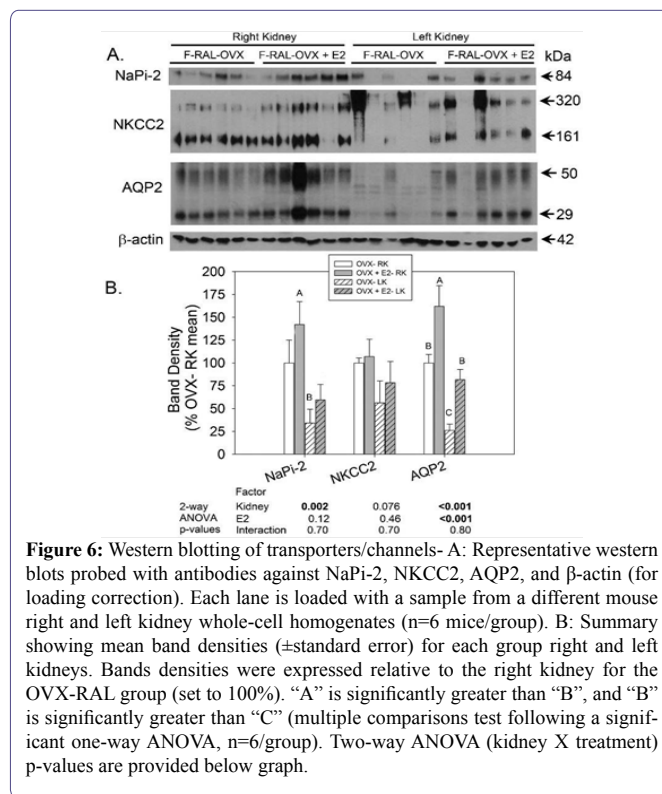 Right Kidney Left Kidney
A. F-RAL-OVX F-RAL-OVX + E2 F-RAL-OVX F-RAL-OVX + E2 kDa
NaPi-2 84
NKCC2 320
161
AQP2 50
29
β-actin 42
B.
OVX- RK
OVX + E2- RK
OVX- LK
OVX + E2- LK
Band Density
(% OVX- RK mean)
200
175
150
125
100
75
50
25
0
A
B
A
B
C
B
NaPi-2 NKCC2 AQP2
Factor
2-way Kidney 0.002 0.076 <0.001
ANOVA E2 0.12 0.46 <0.001
p-values Interaction 0.70 0.70 0.80
Figure 6: Western blotting of transporters/channels- A: Representative western
blots probed with antibodies against NaPi-2, NKCC2, AQP2, and β-actin (for
loading correction). Each lane is loaded with a sample from a different mouse
right and left kidney whole-cell homogenates (n=6 mice/group). B: Summary
showing mean band densities (±standard error) for each group right and left
kidneys. Bands densities were expressed relative to the right kidney for the
OVX-RAL group (set to 100%). “A” is significantly greater than “B”, and “B”
is significantly greater than “C” (multiple comparisons test following a signif-
icant one-way ANOVA, n=6/group). Two-way ANOVA (kidney X treatment)
p-values are provided below graph.